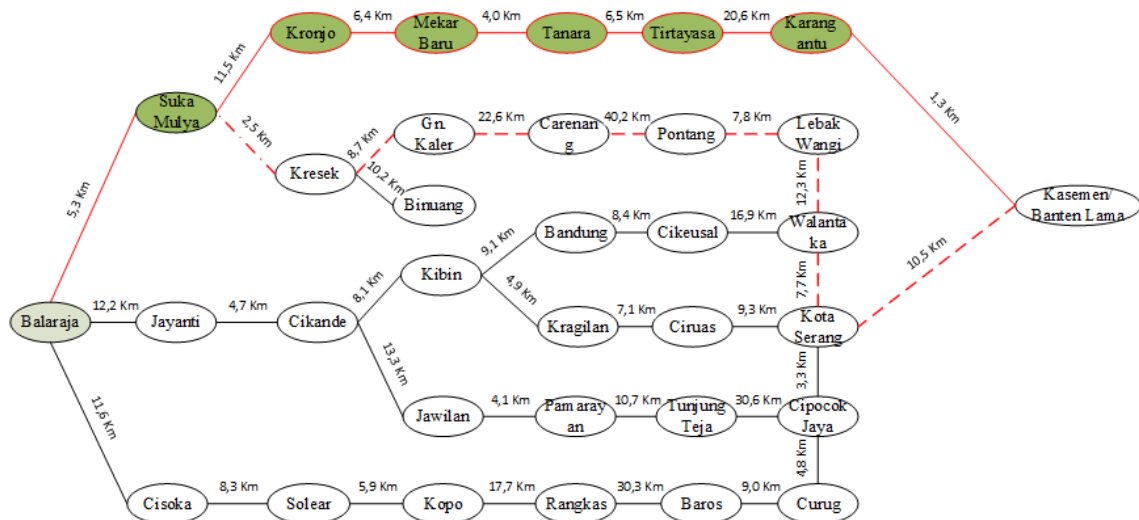 6,4 Km
4,0 Km
6,5 Km
20,6 Km
Kronjo
Mekar
Baru
Tanara
Tirtayasa
Karang
antu
11,5 Km
1,3 Km
Suka
Mulya
2,5 Km
Gn.
Kaler
22,6 Km
Carenan
g
40,2 Km
Pontang
7,8 Km
Lebak
Wangi
8,7 Km
Kresek
10,2 Km
Binuang
12,3 Km
5,3 Km
Kasemen/
Banten Lama
9,1 Km
Bandung
8,4 Km
Cikeusal
16,9 Km
Walanta
ka
Kibin
8,1 Km
4,9 Km
7,7 Km
10,5 Km
Balaraja
12,2 Km
Jayanti
4,7 Km
Cikande
Kragilan
7,1 Km
Ciruas
9,3 Km
Kota
Serang
13,3 Km
3,3 Km
Jawilan
4,1 Km
Pamaray
an
10,7 Km
Tunjung
Teja
30,6 Km
Cipocok
Jaya
11,6 Km
4,8 Km
Cisoka
8,3 Km
Solear
5,9 Km
Kopo
17,7 Km
Rangkas
30,3 Km
Baros
9,0 Km
Curug